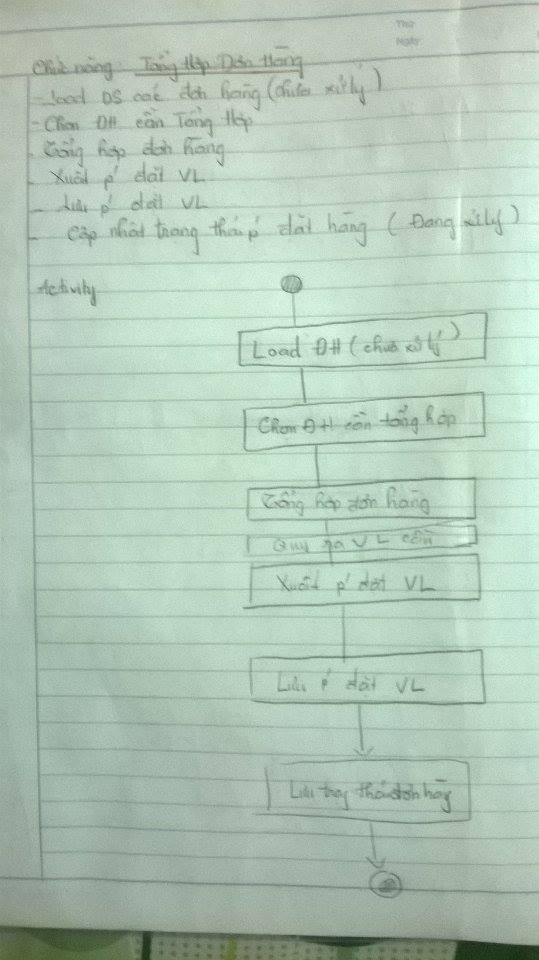 Thứ
Ngày
Chức năng: Tổng Hợp Đơn Hàng
- Load DS các đơn hàng (chưa xử lý)
- Chọn ĐH cần Tổng Hợp
- Tổng hợp đơn hàng
- Xuất p' đặt VL
- Lưu p' đặt VL
- Cập nhật trạng thái p' đặt hàng (Đang xử lý)
Activity
Load ĐH (chưa xử lý)
Chọn ĐH cần tổng hợp
Tổng hợp đơn hàng
Quy ra VL cần
Xuất p' đặt VL
Lưu p' đặt VL
Lưu trạng thái đơn hàng